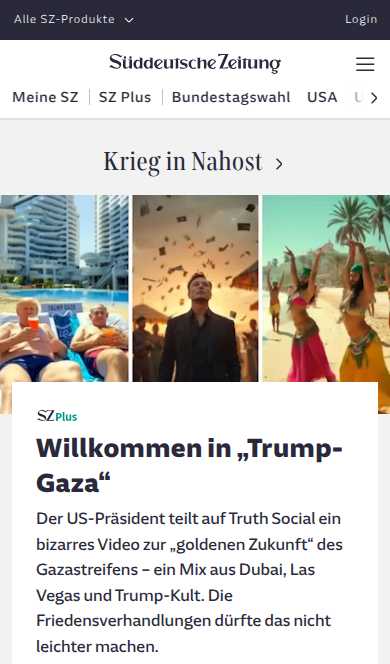 Alle SZ-Produkte
Login
Süddeutsche Zeitung
Meine SZ
SZ Plus
Bundestagswahl
USA
Krieg in Nahost
TRUMP GAZA
SZ Plus
Willkommen in „Trump-
Gaza“
Der US-Präsident teilt auf Truth Social ein
bizarres Video zur „goldenen Zukunft“ des
Gazastreifens – ein Mix aus Dubai, Las
Vegas und Trump-Kult. Die
Friedensverhandlungen dürfte das nicht
leichter machen.